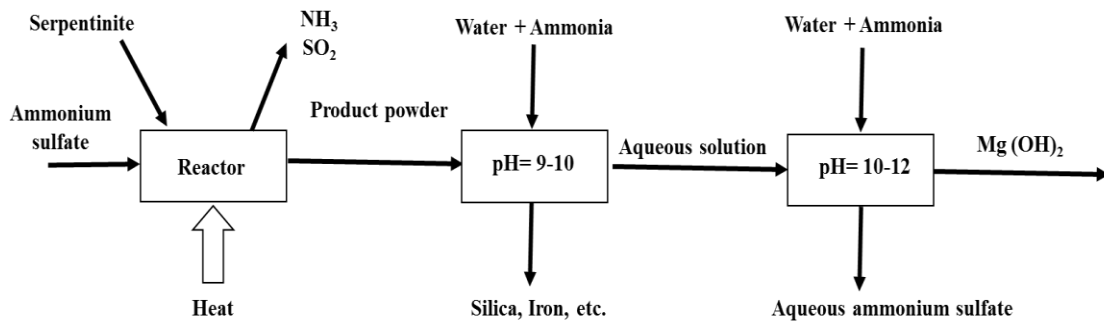 Serpentinite
NH₃
SO₂
Water + Ammonia
Water + Ammonia
Ammonium
sulfate
Reactor
Product powder
pH= 9-10
Aqueous solution
pH= 10-12
Mg (OH)₂
Heat
Silica, Iron, etc.
Aqueous ammonium sulfate